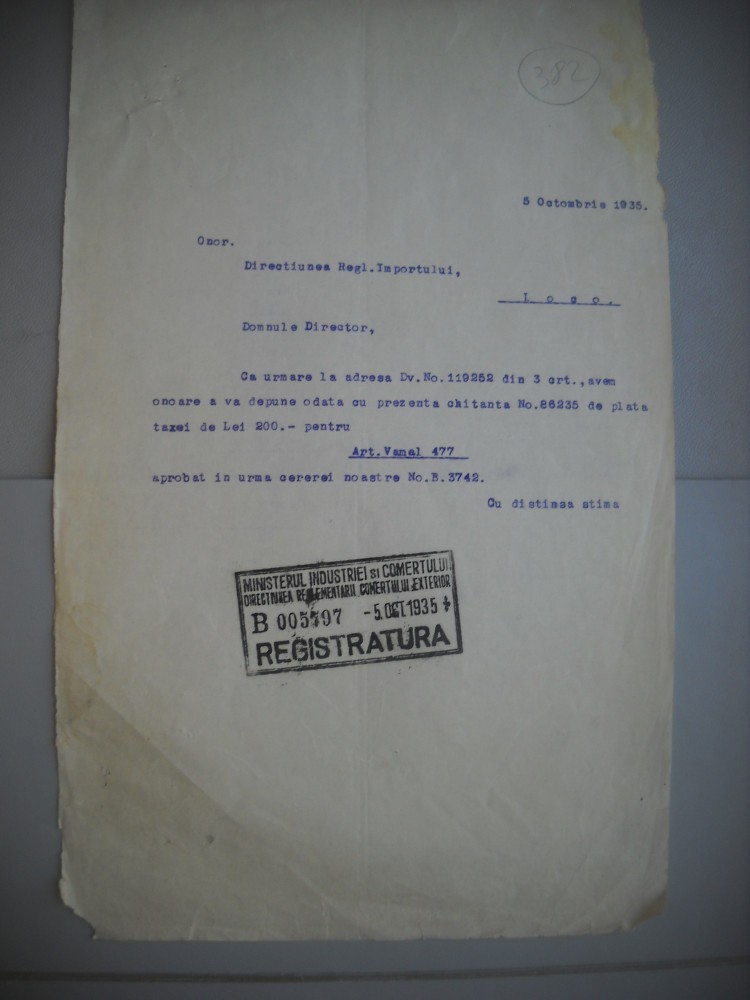 382
5 Octombrie 1935.
Onor.
Directiunea Regl.Importului,
L o c o.
Domnule Director,
Ca urmare la adresa Dv.No.119252 din 3 crt.,avem
onoare a va depune odata cu prezenta chitanta No.86235 de plata
taxei de Lei 200.- pentru
Art.Vamal 477
aprobat in urma cererei noastre No.B.3742.
Cu distinsa stima
MINISTERUL INDUSTRIEI SI COMERTULUI
DIRECTIUNEA REGLEMENTARII COMERTULUI EXTERIOR
B -5.OCT.1935
REGISTRATURA